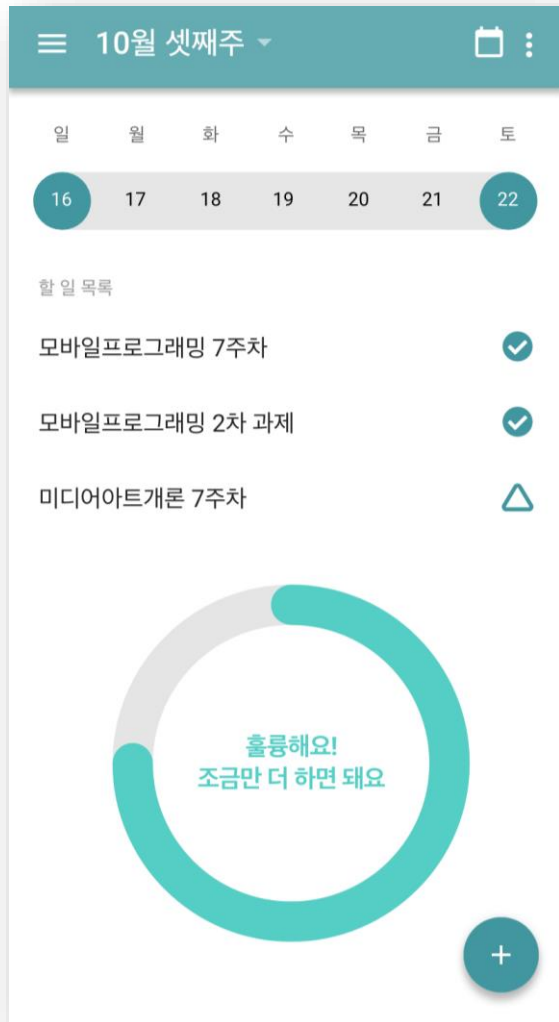 10월 셋째주
일 월 화 수 목 금 토
16 17 18 19 20 21 22
할 일 목록
모바일프로그래밍 7주차
모바일프로그래밍 2차 과제
미디어아트개론 7주차
훌륭해요!
조금만 더 하면 돼요
+